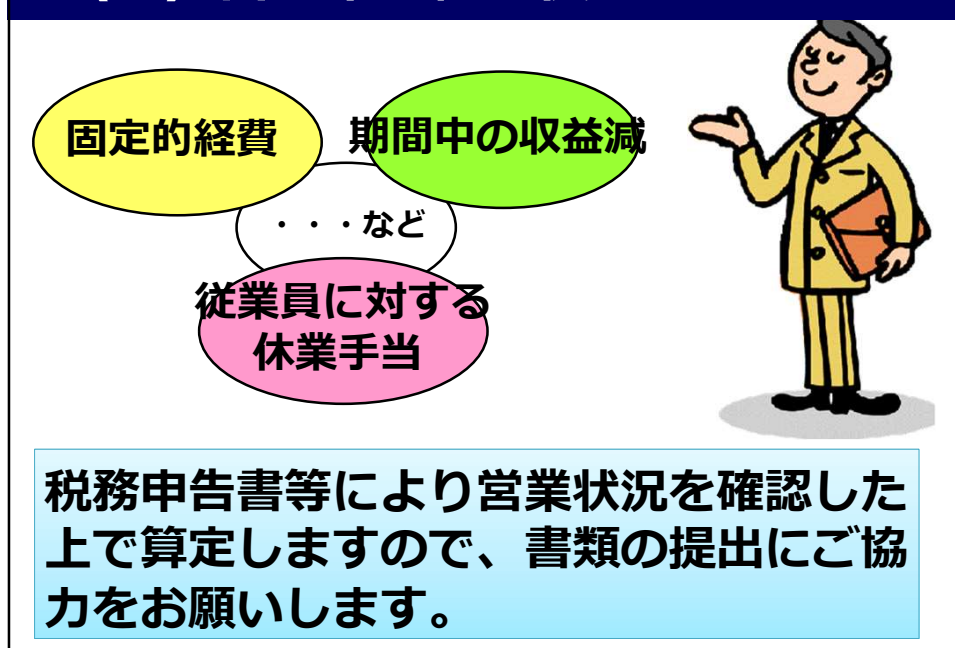 固定的経費
期間中の収益減
・・・など
従業員に対する
休業手当
税務申告書等により営業状況を確認した
上で算定しますので、書類の提出にご協
力をお願いします。